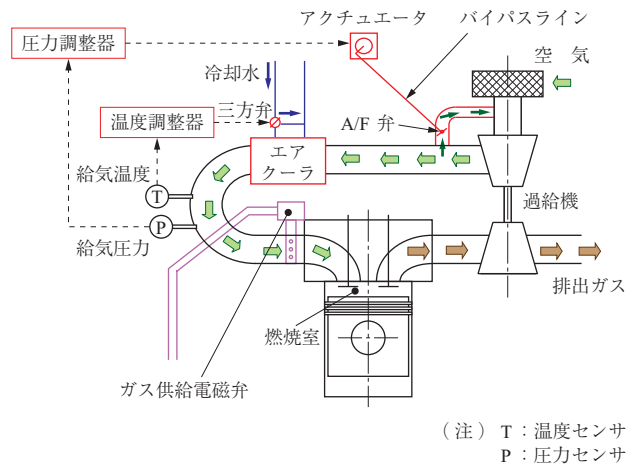 アクチュエータ
バイパスライン
圧力調整器
空 気
冷却水
三方弁
A/F 弁
温度調整器
エア
クーラ
給気温度
T
過給機
P
給気圧力
排出ガス
燃焼室
ガス供給電磁弁
（注） T ：温度センサ
P ：圧力センサ